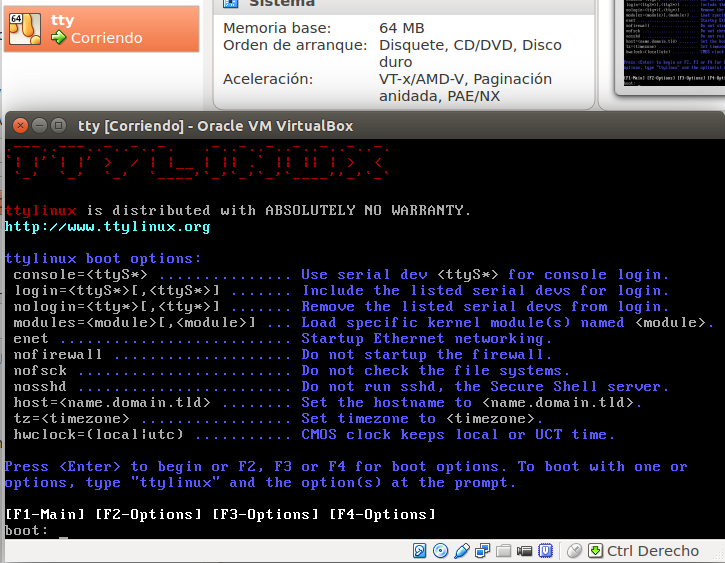 64
tty
Corriendo
Sistema
Memoria base: 64 MB
Orden de arranque: Disquete, CD/DVD, Disco
duro
Aceleración: VT-x/AMD-V, Paginación
anidada, PAE/NX
tty [Corriendo] - Oracle VM VirtualBox
ttylinux is distributed with ABSOLUTELY NO WARRANTY.
http://www.ttylinux.org
ttylinux boot options:
console=<ttyS*> ............... Use serial dev <ttyS*> for console login.
login=<ttyS*>[,<ttyS*>] ....... Include the listed serial devs for login.
nologin=<tty*>[,<tty*>] ....... Remove the listed serial devs from login.
modules=<module>[,<module>] ... Load specific kernel module(s) named <module>.
enet .......................... Startup Ethernet networking.
nofirewall .................... Do not startup the firewall.
nofsck ........................ Do not check the file systems.
nosshd ........................ Do not run sshd, the Secure Shell server.
host=<name.domain.tld> ........ Set the hostname to <name.domain.tld>.
tz=<timezone> ................. Set timezone to <timezone>.
hwclock=(local|utc) ........... CMOS clock keeps local or UCT time.
Press <Enter> to begin or F2, F3 or F4 for boot options. To boot with one or
options, type "ttylinux" and the option(s) at the prompt.
[F1-Main] [F2-Options] [F3-Options] [F4-Options]
boot: _
Ctrl Derecho